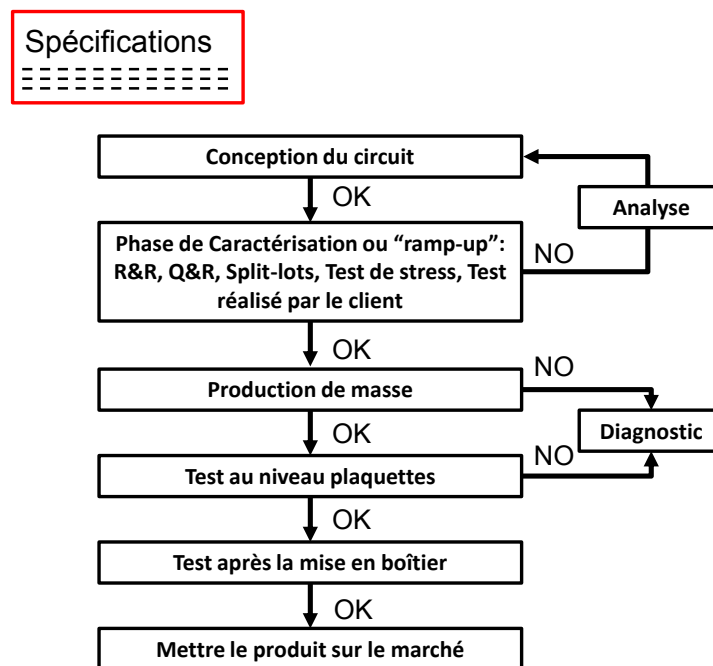 Spécifications
Conception du circuit
OK
Analyse
Phase de Caractérisation ou “ramp-up”:
R&R, Q&R, Split-lots, Test de stress, Test
réalisé par le client
NO
OK
Production de masse
NO
OK
Diagnostic
Test au niveau plaquettes
NO
OK
Test après la mise en boîtier
OK
Mettre le produit sur le marché